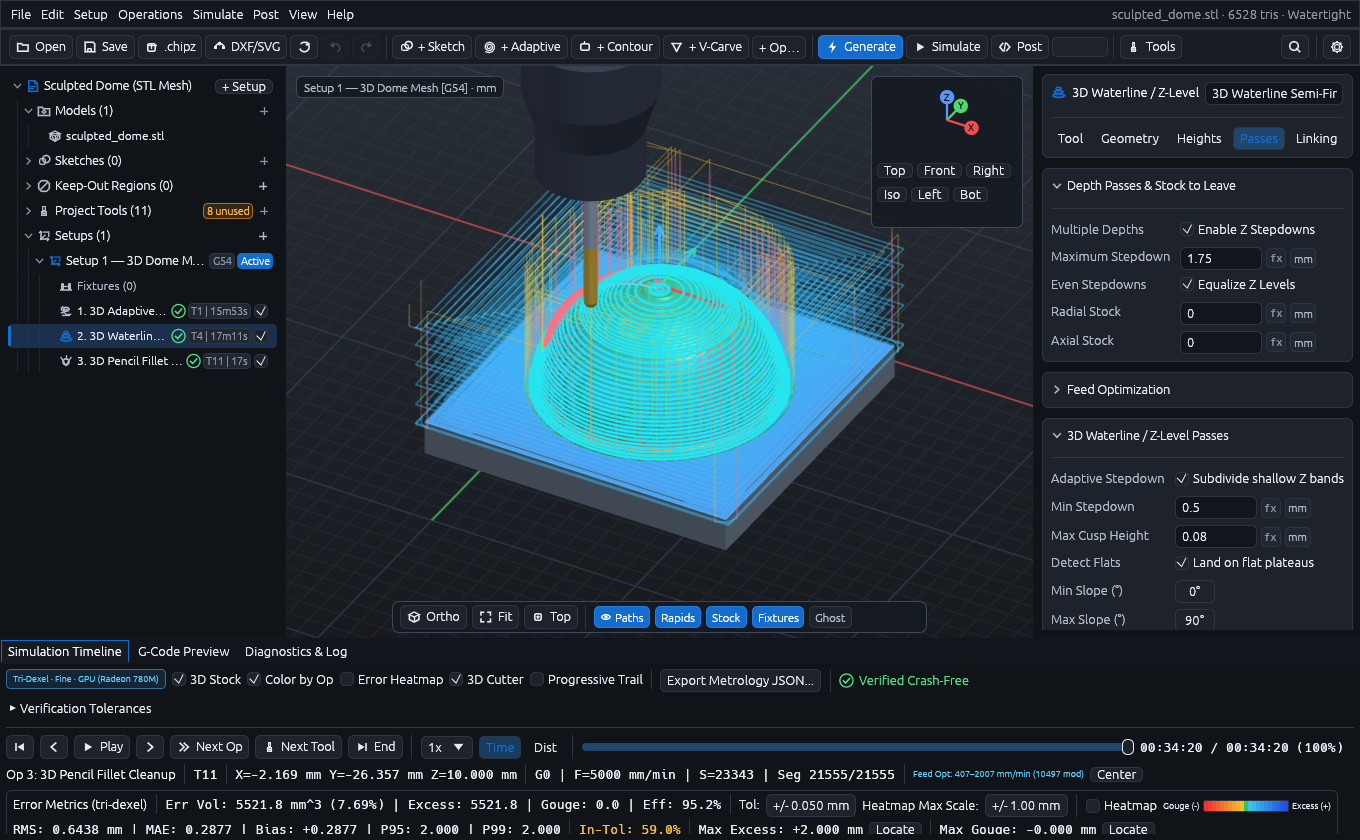 File Edit Setup Operations Simulate Post View Help
sculpted_dome.stl · 6528 tris · Watertight
Open Save .chipz DXF/SVG + Sketch + Adaptive + Contour + V-Carve + Op... Generate Simulate Post Tools
Sculpted Dome (STL Mesh) + Setup
Models (1) +
sculpted_dome.stl
Sketches (0) +
Keep-Out Regions (0) +
Project Tools (11) 8 unused +
Setups (1) +
Setup 1 — 3D Dome M... G54 Active
Fixtures (0)
1. 3D Adaptive... T1 | 15m53s
2. 3D Waterlin... T4 | 17m11s
3. 3D Pencil Fillet ... T11 | 17s
Setup 1 — 3D Dome Mesh [G54] · mm
Z
Y
X
Top Front Right
Iso Left Bot
Ortho Fit Top Paths Rapids Stock Fixtures Ghost
3D Waterline / Z-Level 3D Waterline Semi-Fir
Tool Geometry Heights Passes Linking
Depth Passes & Stock to Leave
Multiple Depths Enable Z Stepdowns
Maximum Stepdown 1.75 fx mm
Even Stepdowns Equalize Z Levels
Radial Stock 0 fx mm
Axial Stock 0 fx mm
Feed Optimization
3D Waterline / Z-Level Passes
Adaptive Stepdown Subdivide shallow Z bands
Min Stepdown 0.5 fx mm
Max Cusp Height 0.08 fx mm
Detect Flats Land on flat plateaus
Min Slope (°) 0°
Max Slope (°) 90°
Simulation Timeline G-Code Preview Diagnostics & Log
Tri-Dexel · Fine · GPU (Radeon 780M) 3D Stock Color by Op Error Heatmap 3D Cutter Progressive Trail Export Metrology JSON... Verified Crash-Free
Verification Tolerances
Play Next Op Next Tool End 1x Time Dist 00:34:20 / 00:34:20 (100%)
Op 3: 3D Pencil Fillet Cleanup T11 X=-2.169 mm Y=-26.357 mm Z=10.000 mm G0 | F=5000 mm/min | S=23343 | Seg 21555/21555 Feed Opt: 407–2007 mm/min (10497 mod) Center
Error Metrics (tri-dexel) Err Vol: 5521.8 mm^3 (7.69%) | Excess: 5521.8 | Gouge: 0.0 | Eff: 95.2% Tol: +/- 0.050 mm Heatmap Max Scale: +/- 1.00 mm Heatmap Gouge (-) Excess (+)
RMS: 0.6438 mm | MAE: 0.2877 | Bias: +0.2877 | P95: 2.000 | P99: 2.000 In-Tol: 59.0% Max Excess: +2.000 mm Locate Max Gouge: -0.000 mm Locate